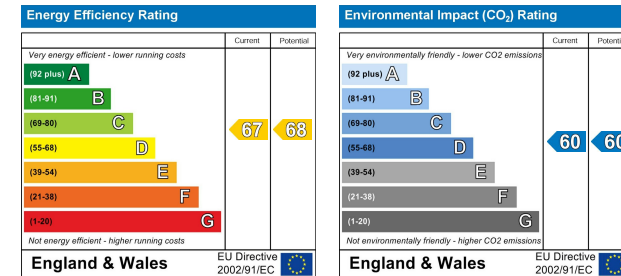 Energy Efficiency Rating
Current Potential
Very energy efficient - lower running costs
(92 plus) A
(81-91) B
(69-80) C
(55-68) D
(39-54) E
(21-38) F
(1-20) G
67 68
Not energy efficient - higher running costs
England & Wales
EU Directive
2002/91/EC
Environmental Impact (CO₂) Rating
Current Potenti
Very environmentally friendly - lower CO2 emissions
(92 plus) A
(81-91) B
(69-80) C
(55-68) D
(39-54) E
(21-38) F
(1-20) G
60 60
Not environmentally friendly - higher CO2 emissions
England & Wales
EU Directive
2002/91/EC